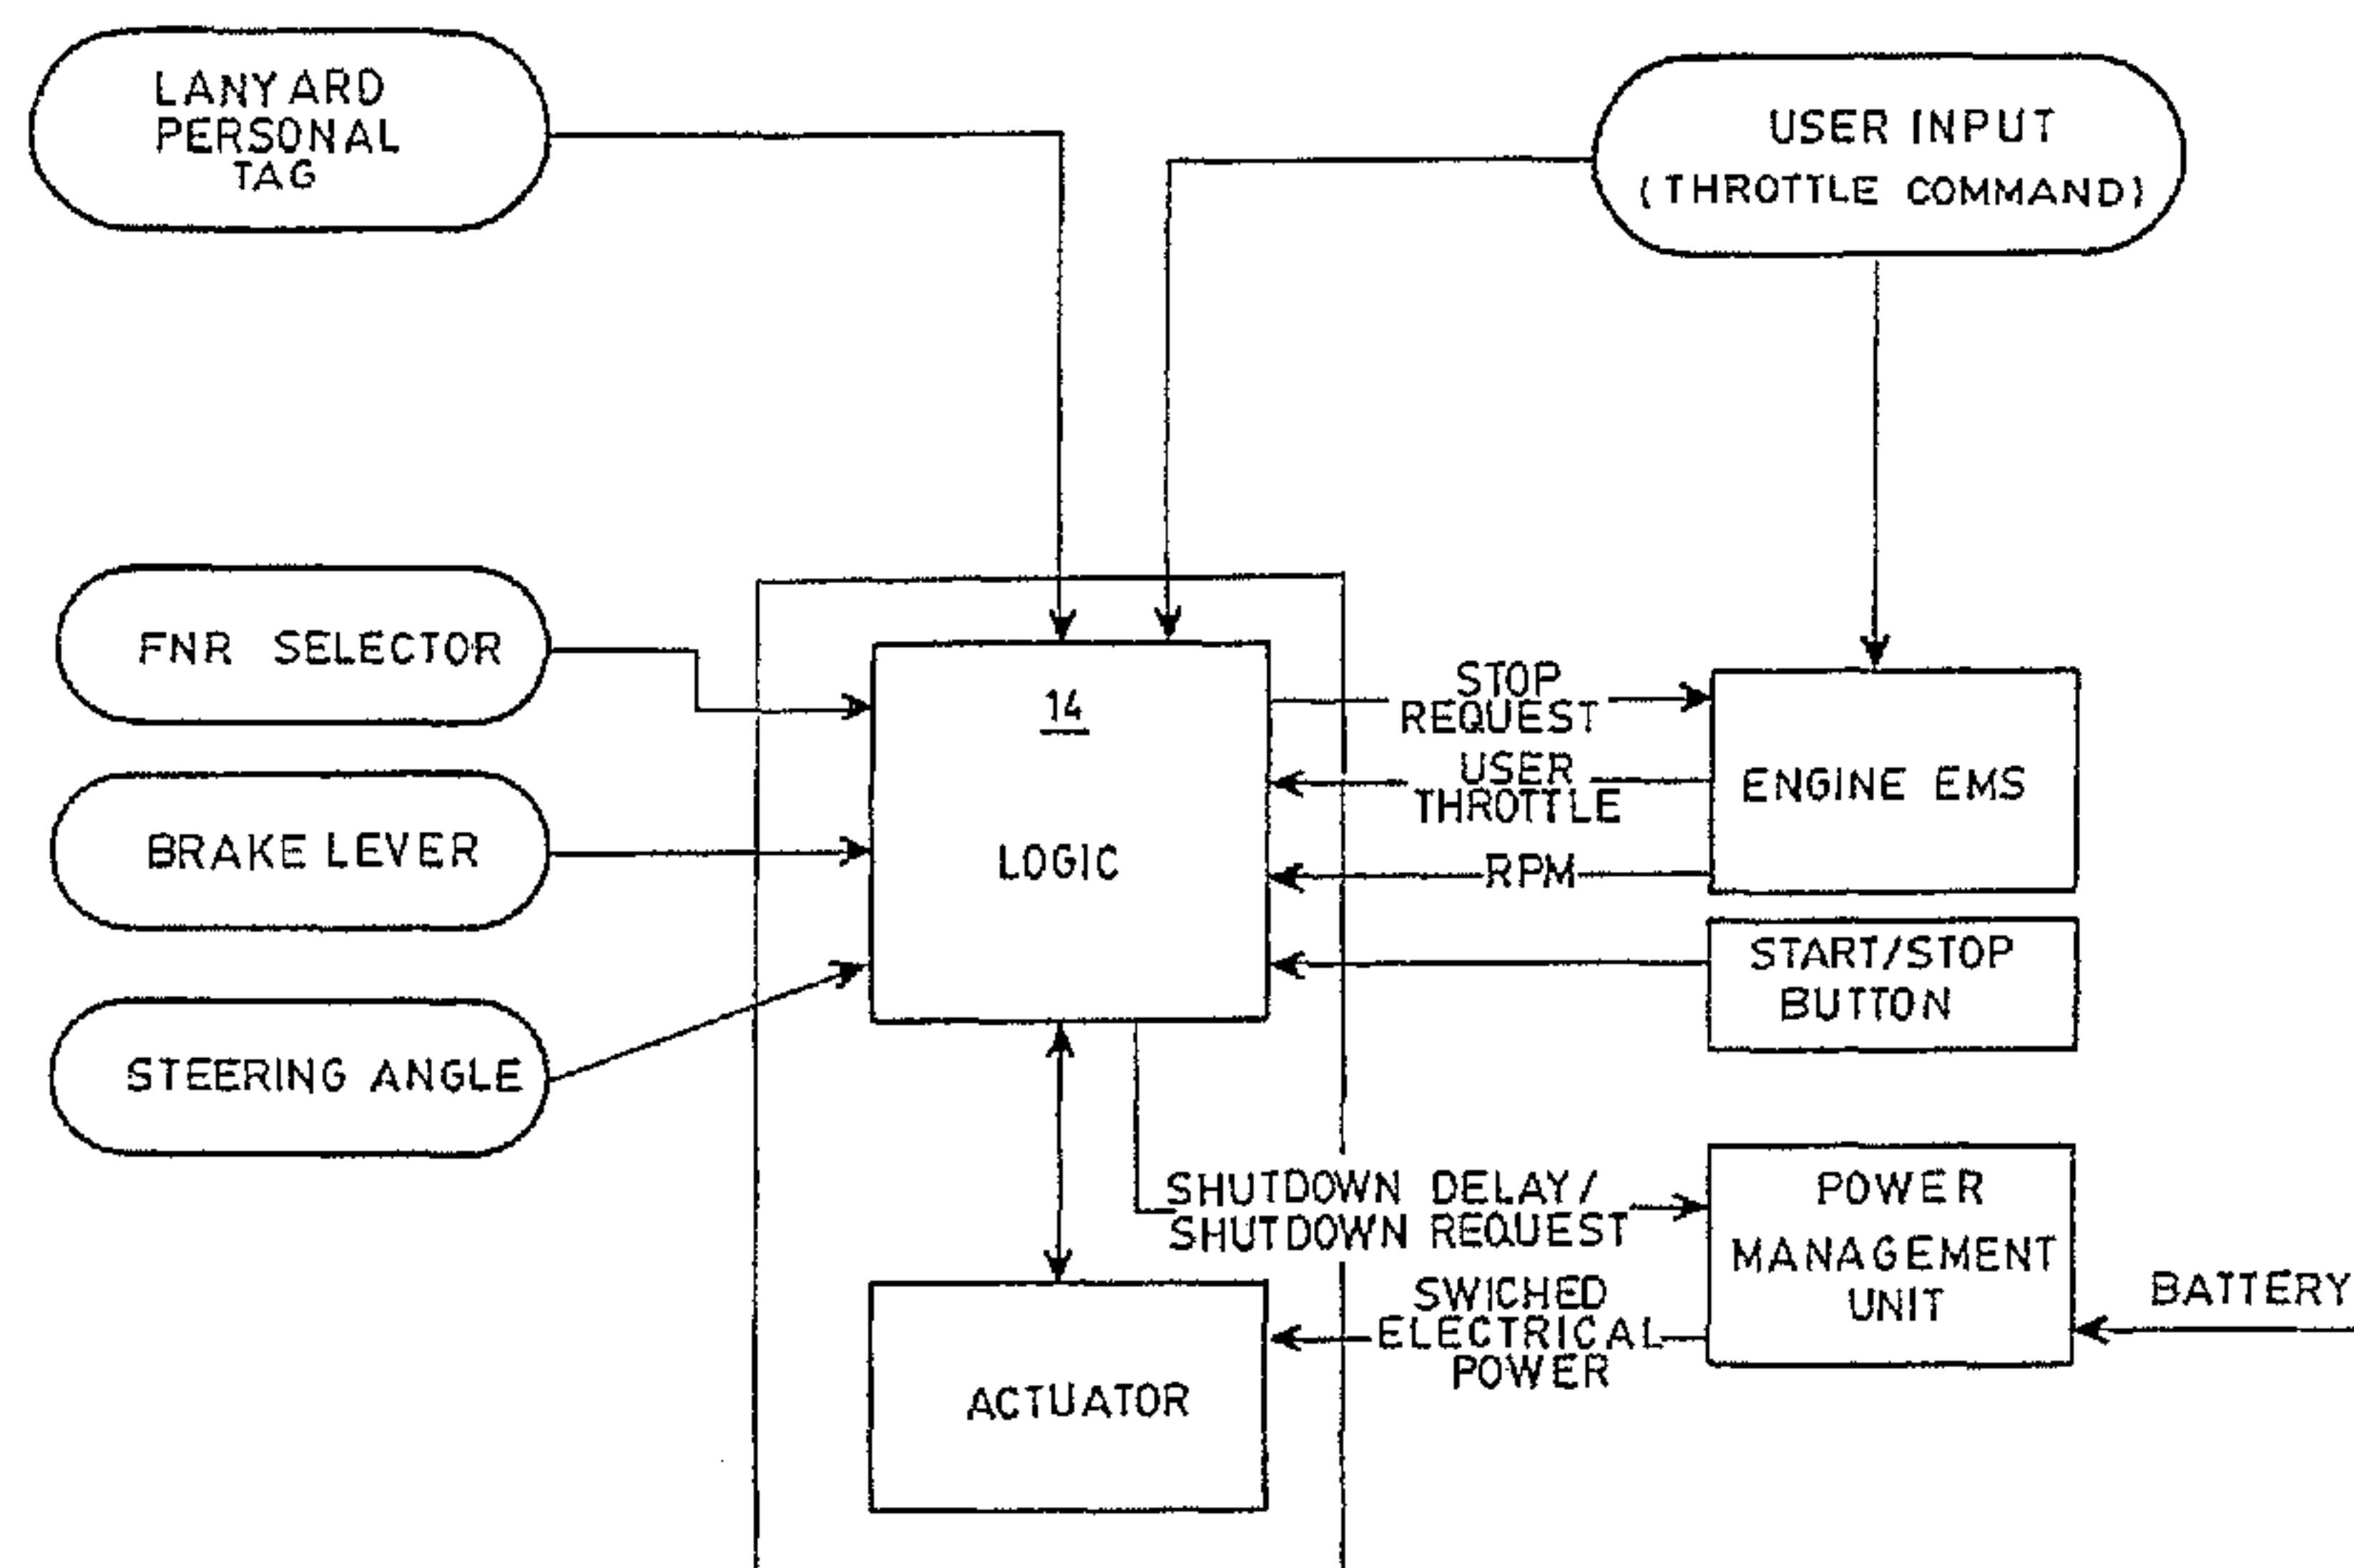 LANYARD
PERSONAL
TAG
USER INPUT
(THROTTLE COMMAND)
FNR SELECTOR
BRAKE LEVER
STEERING ANGLE
14
LOGIC
STOP
REQUEST
USER
THROTTLE
RPM
ENGINE EMS
START/STOP
BUTTON
SHUTDOWN DELAY/
SHUTDOWN REQUEST
SWICHED
ELECTRICAL
POWER
POWER
MANAGEMENT
UNIT
BATTERY
ACTUATOR